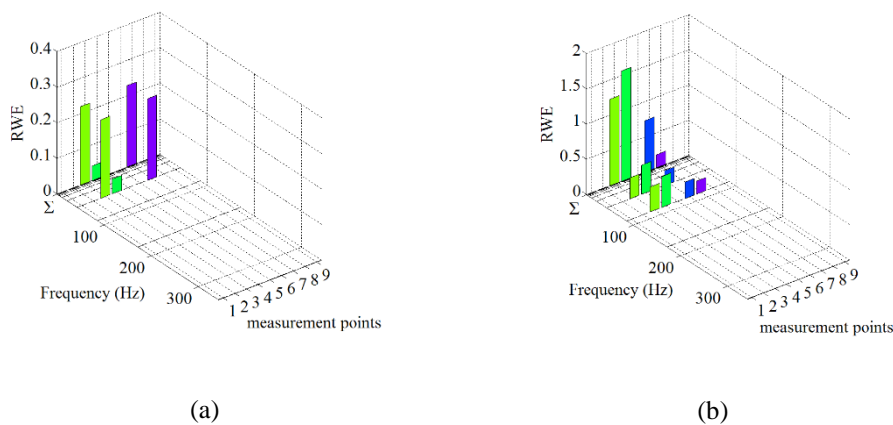 0.4
0.3
0.2
0.1
0
RWE
Σ
100
200
300
Frequency (Hz)
1 2 3 4 5 6 7 8 9
measurement points
(a)
2
1.5
1
0.5
0
RWE
Σ
100
200
300
Frequency (Hz)
1 2 3 4 5 6 7 8 9
measurement points
(b)